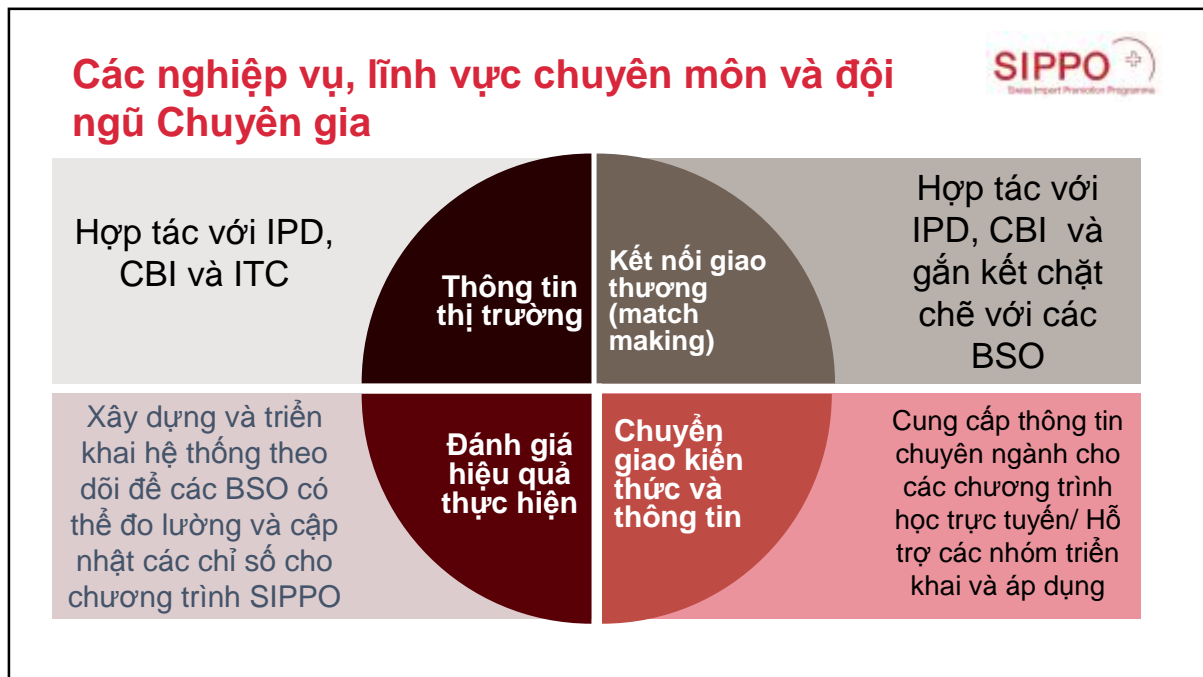 Các nghiệp vụ, lĩnh vực chuyên môn và đội
ngũ Chuyên gia
SIPPO
Swiss Import Promotion Programme
Hợp tác với IPD,
CBI và ITC
Thông tin
thị trường
Kết nối giao
thương
(match
making)
Hợp tác với
IPD, CBI và
gắn kết chặt
chẽ với các
BSO
Xây dựng và triển
khai hệ thống theo
dõi để các BSO có
thể đo lường và cập
nhật các chỉ số cho
chương trình SIPPO
Đánh giá
hiệu quả
thực hiện
Chuyển
giao kiến
thức và
thông tin
Cung cấp thông tin
chuyên ngành cho
các chương trình
học trực tuyến/ Hỗ
trợ các nhóm triển
khai và áp dụng